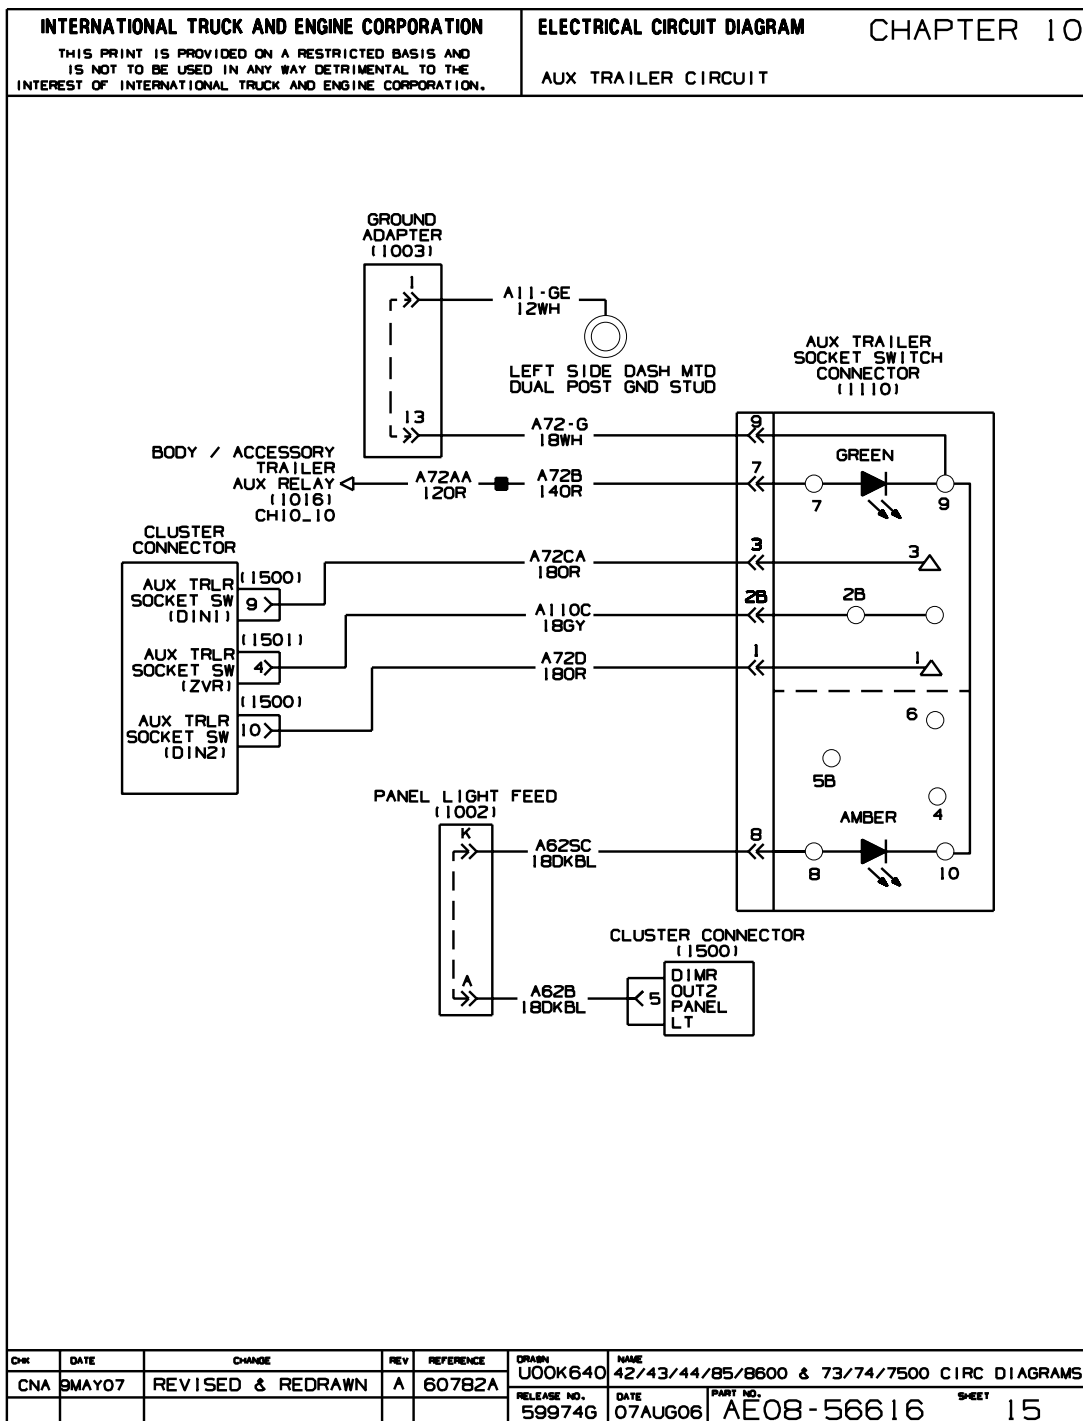 INTERNATIONAL TRUCK AND ENGINE CORPORATION
THIS PRINT IS PROVIDED ON A RESTRICTED BASIS AND
IS NOT TO BE USED IN ANY WAY DETRIMENTAL TO THE
INTEREST OF INTERNATIONAL TRUCK AND ENGINE CORPORATION.
ELECTRICAL CIRCUIT DIAGRAM
CHAPTER 10
AUX TRAILER CIRCUIT
GROUND
ADAPTER
(1003)
1
A11-GE
12WH
LEFT SIDE DASH MTD
DUAL POST GND STUD
AUX TRAILER
SOCKET SWITCH
CONNECTOR
(1110)
13
A72-G
18WH
9
BODY / ACCESSORY
TRAILER
AUX RELAY
(1016)
CH10_10
A72AA
12OR
A72B
14OR
7
GREEN
7
9
CLUSTER
CONNECTOR
AUX TRLR
SOCKET SW
(DIN1)
(1500)
9
A72CA
18OR
3
3
AUX TRLR
SOCKET SW
(ZVR)
(1501)
4
A110C
18GY
2B
2B
AUX TRLR
SOCKET SW
(DIN2)
(1500)
10
A72D
18OR
1
1
6
5B
4
PANEL LIGHT FEED
(1002)
K
A62SC
18DKBL
8
AMBER
8
10
A
A62B
18DKBL
CLUSTER CONNECTOR
(1500)
5
DIMR
OUT2
PANEL
LT
CHK DATE CHANGE REV REFERENCE
CNA 9MAY07 REVISED & REDRAWN A 60782A
DRAWN
U00K640
NAME
42/43/44/85/8600 & 73/74/7500 CIRC DIAGRAMS
RELEASE NO.
59974G
DATE
07AUG06
PART NO.
AE08-56616
SHEET
15